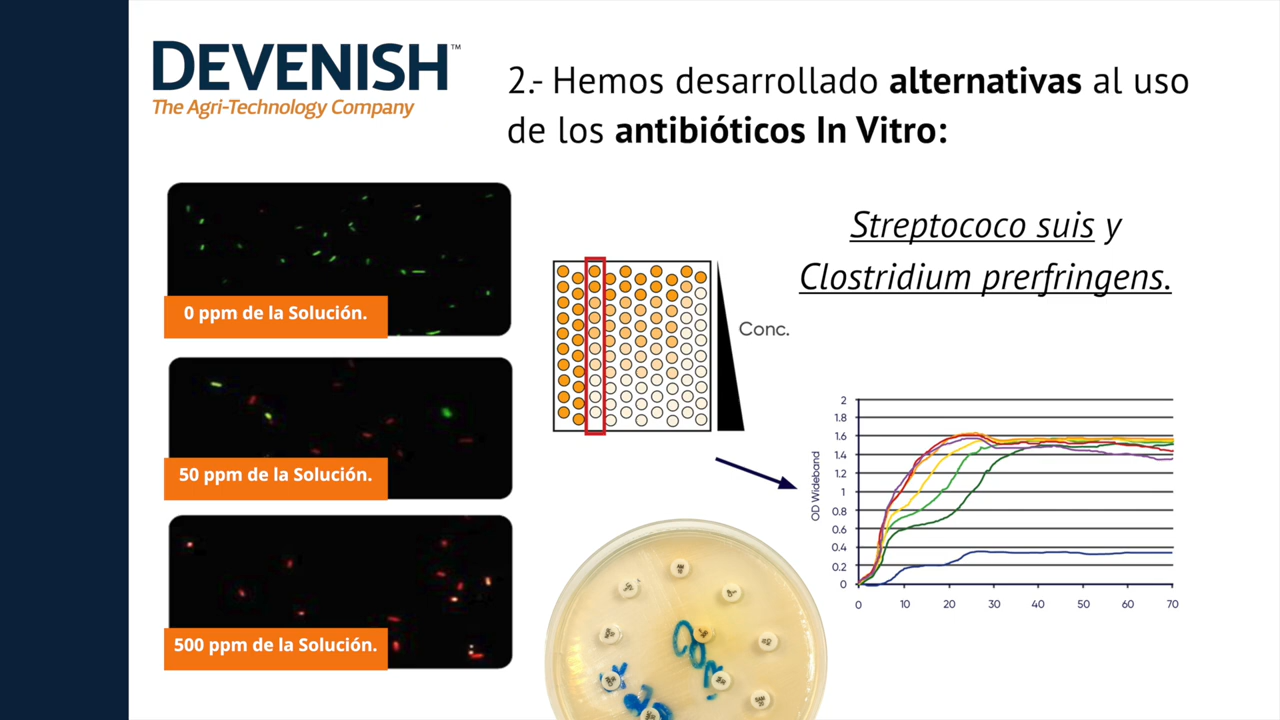 DEVENISH™
The Agri-Technology Company
2.- Hemos desarrollado alternativas al uso
de los antibióticos In Vitro:
Streptococo suis y
Clostridium prerfringens.
0 ppm de la Solución.
50 ppm de la Solución.
500 ppm de la Solución.
Conc.
OD Wideband
2
1.8
1.6
1.4
1.2
1
0.8
0.6
0.4
0.2
0
0 10 20 30 40 50 60 70